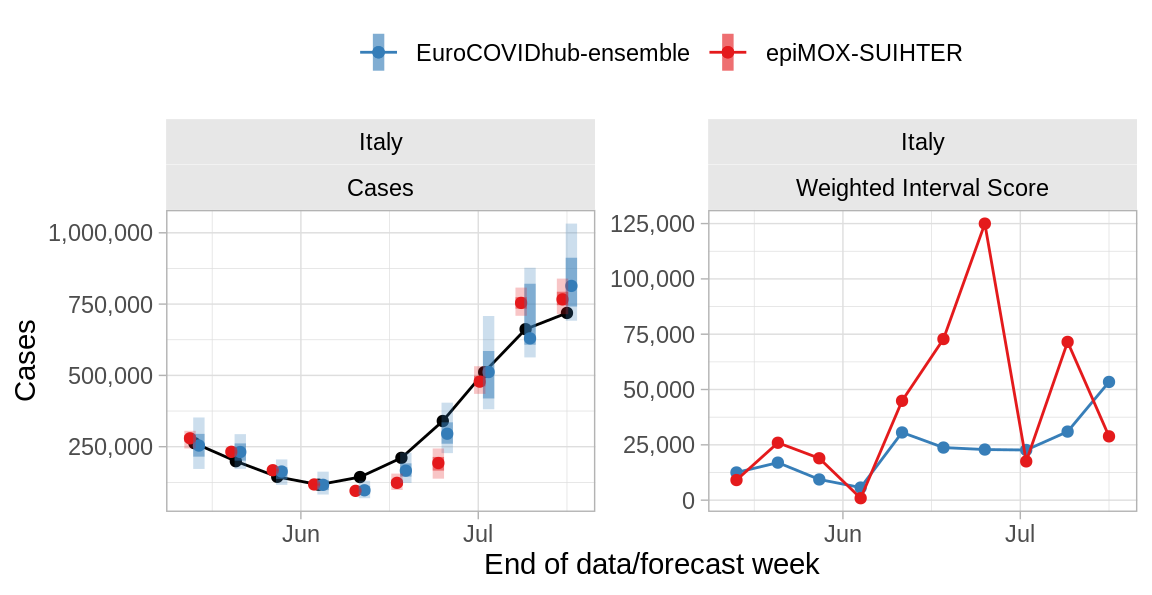 EuroCOVIDhub-ensemble epiMOX-SUIHTER
Italy Italy
Cases Weighted Interval Score
1,000,000
750,000
500,000
250,000
125,000
100,000
75,000
50,000
25,000
0
Cases
Jun Jul Jun Jul
End of data/forecast week